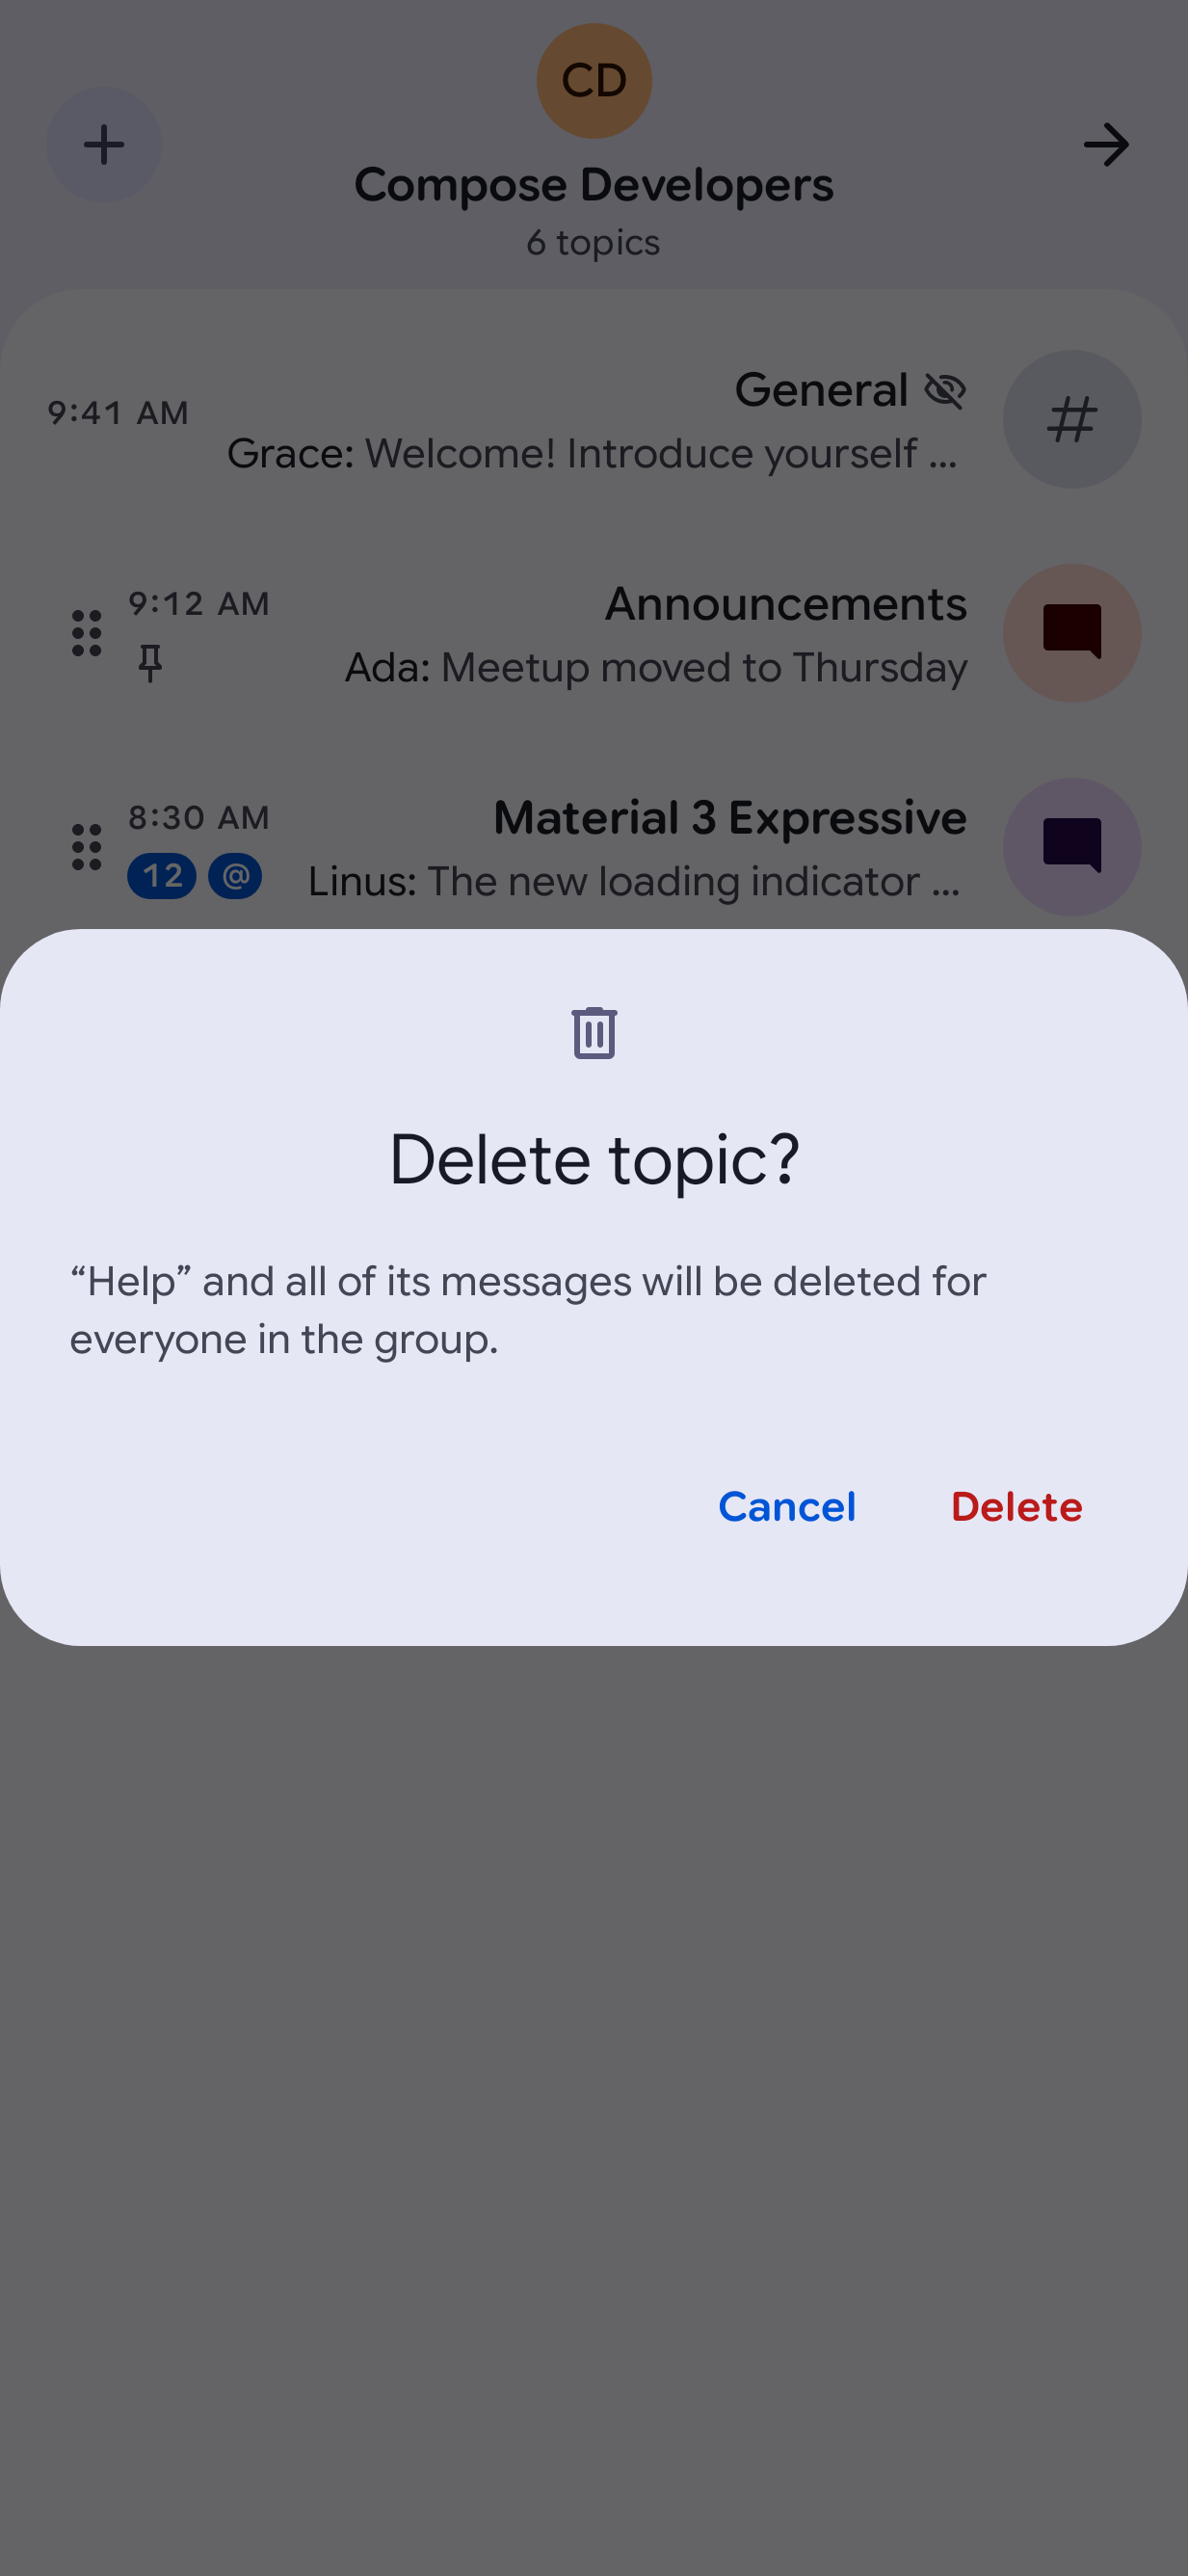 CD
Compose Developers
6 topics
General
9:41 AM
Grace: Welcome! Introduce yourself ...
#
9:12 AM
Announcements
Ada: Meetup moved to Thursday
8:30 AM
Material 3 Expressive
12 @
Linus: The new loading indicator ...
Delete topic?
“Help” and all of its messages will be deleted for
everyone in the group.
Cancel
Delete